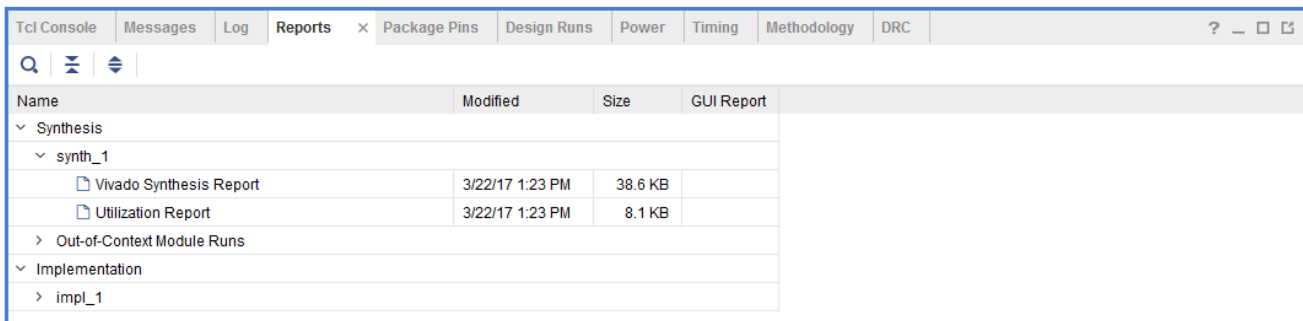 Tcl Console Messages Log Reports × Package Pins Design Runs Power Timing Methodology DRC ?
Name Modified Size GUI Report
Synthesis
synth_1
Vivado Synthesis Report 3/22/17 1:23 PM 38.6 KB
Utilization Report 3/22/17 1:23 PM 8.1 KB
Out-of-Context Module Runs
Implementation
impl_1